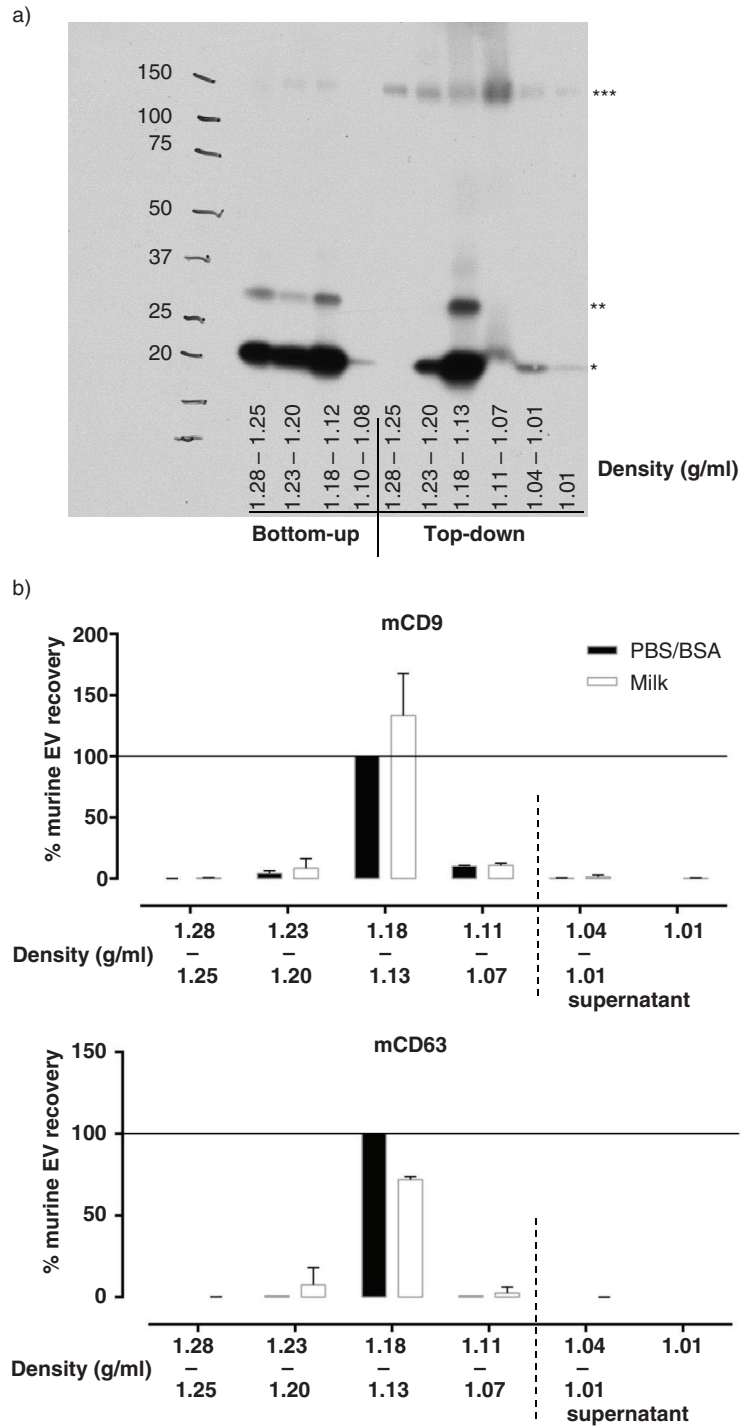 a)
150
100
75
50
37
25
20
***
**
*
1.28 – 1.25
1.23 – 1.20
1.18 – 1.12
1.10 – 1.08
1.28 – 1.25
1.23 – 1.20
1.18 – 1.13
1.11 – 1.07
1.04 – 1.01
1.01
Density (g/ml)
Bottom-up
Top-down
b)
mCD9
% murine EV recovery
200
150
100
50
0
PBS/BSA
Milk
1.28 1.23 1.18 1.11 1.04 1.01
Density (g/ml) – – – – –
1.25 1.20 1.13 1.07 1.01
supernatant
mCD63
% murine EV recovery
150
100
50
0
1.28 1.23 1.18 1.11 1.04 1.01
Density (g/ml) – – – – –
1.25 1.20 1.13 1.07 1.01
supernatant